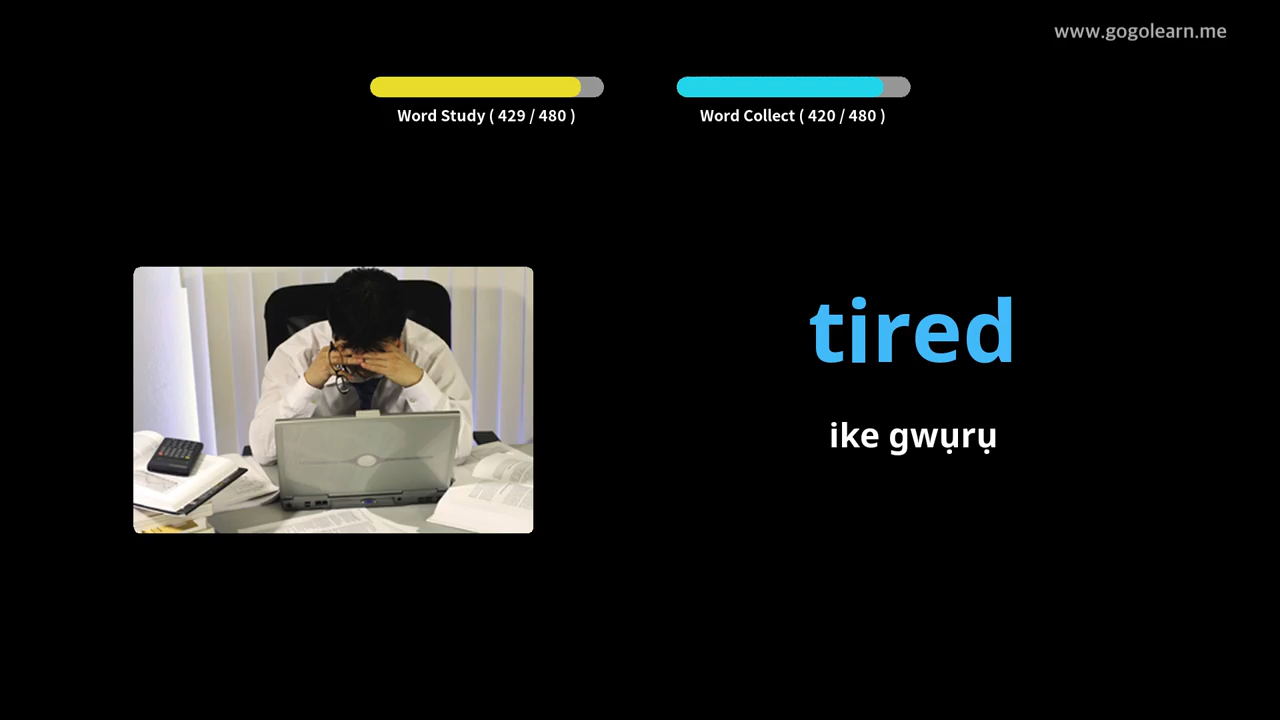 www.gogolearn.me
Word Study ( 429 / 480 )
Word Collect ( 420 / 480 )
tired
ike gwụrụ